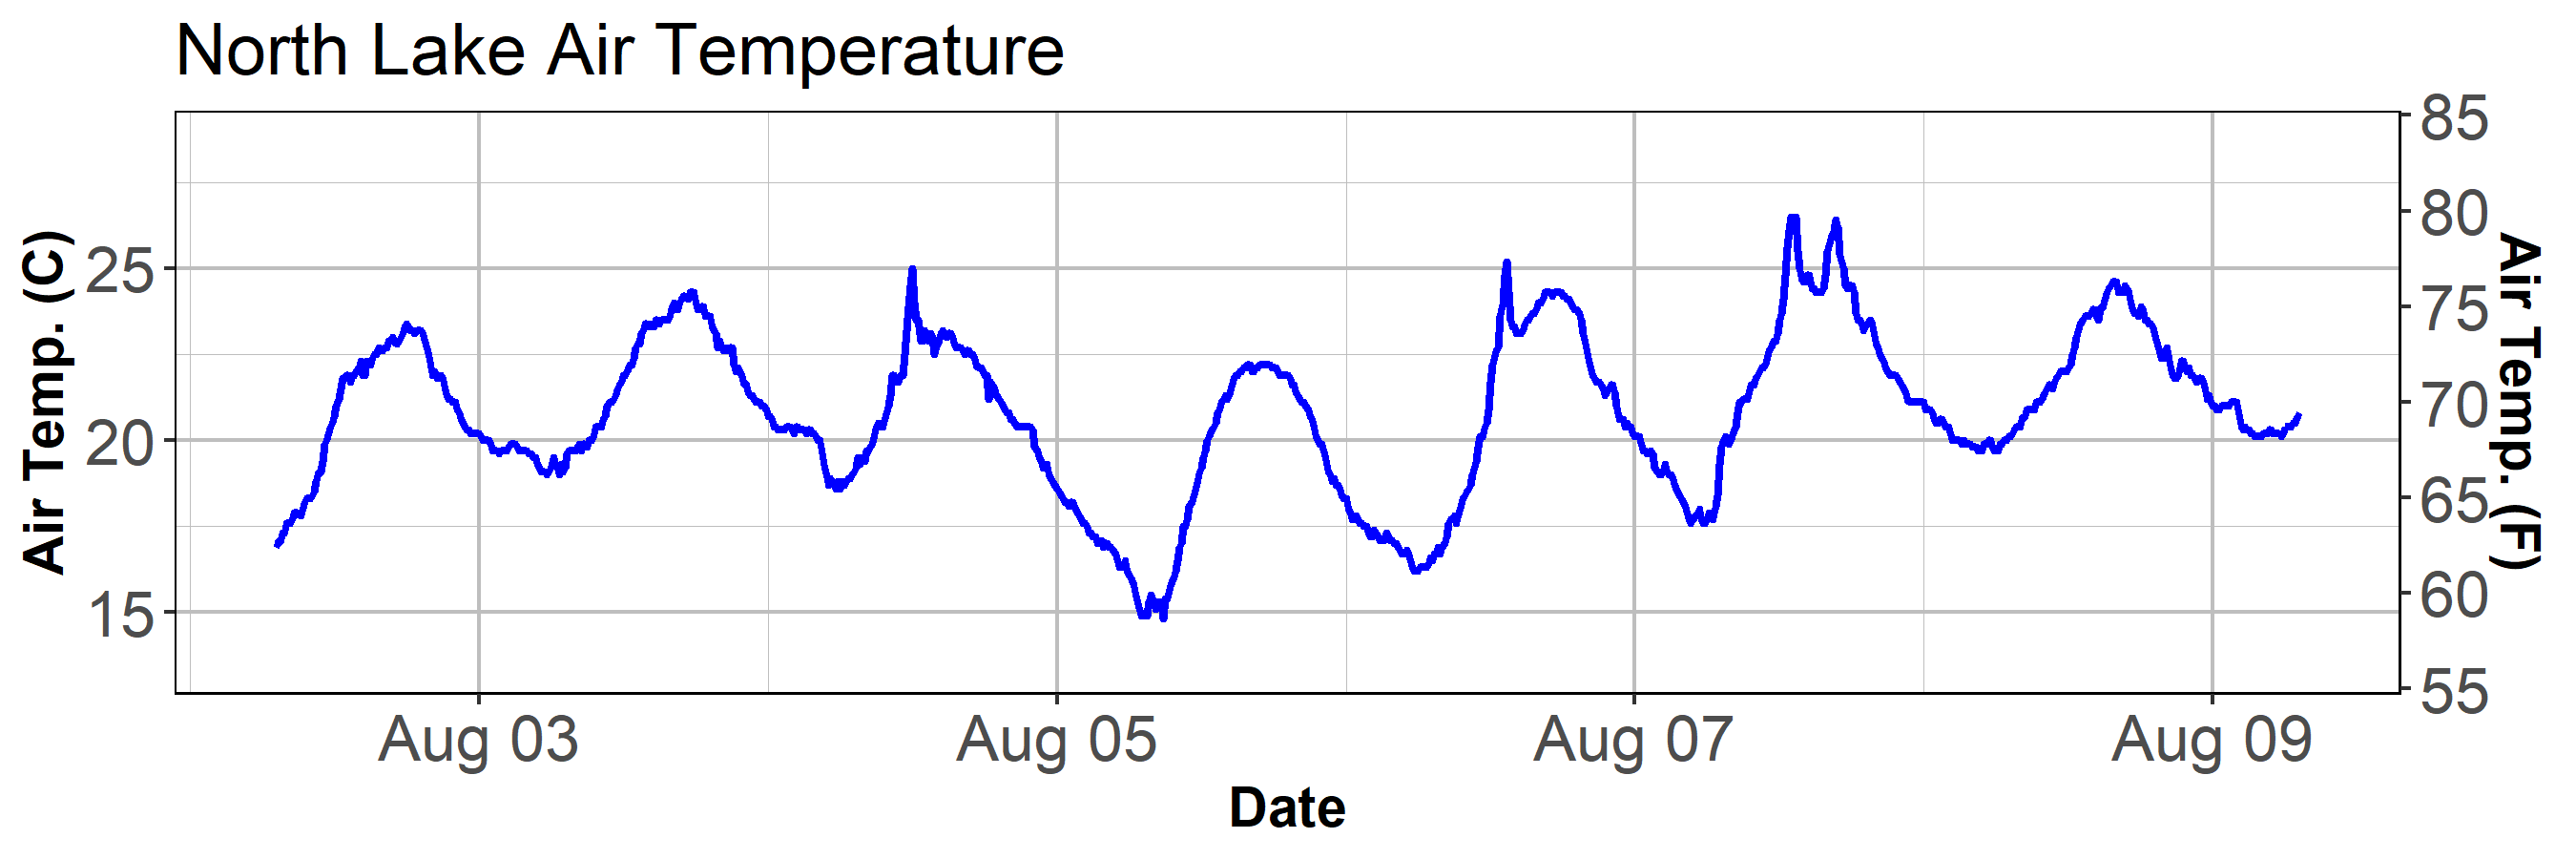 North Lake Air Temperature
Air Temp. (C)
25
20
15
85
80
75
70
65
60
55
Air Temp. (F)
Aug 03
Aug 05
Aug 07
Aug 09
Date